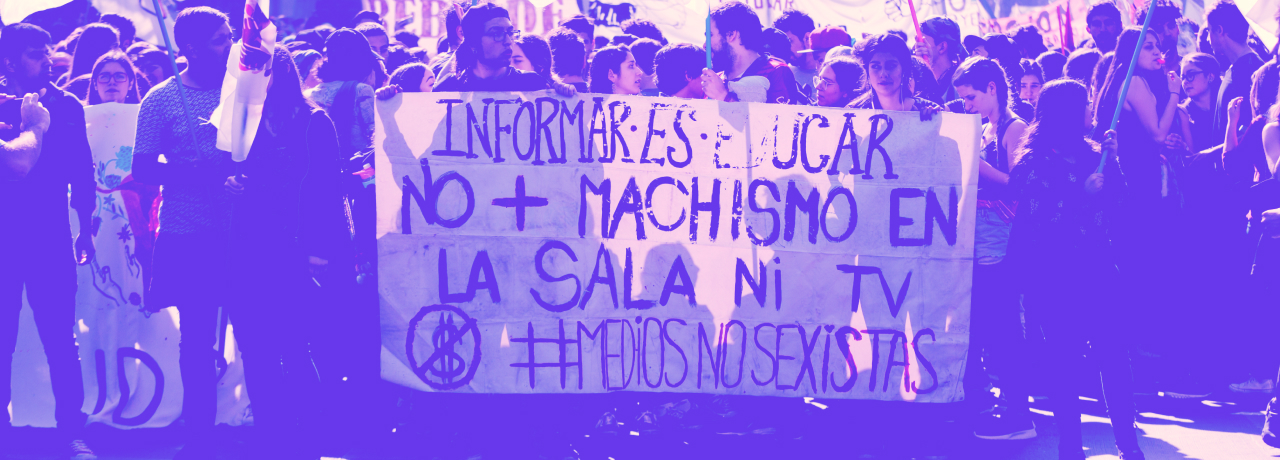 INFORMAR·ES·EDUCAR
NO + MACHISMO EN
LA SALA Ni TV
#MEDIOS NO SEXISTAS